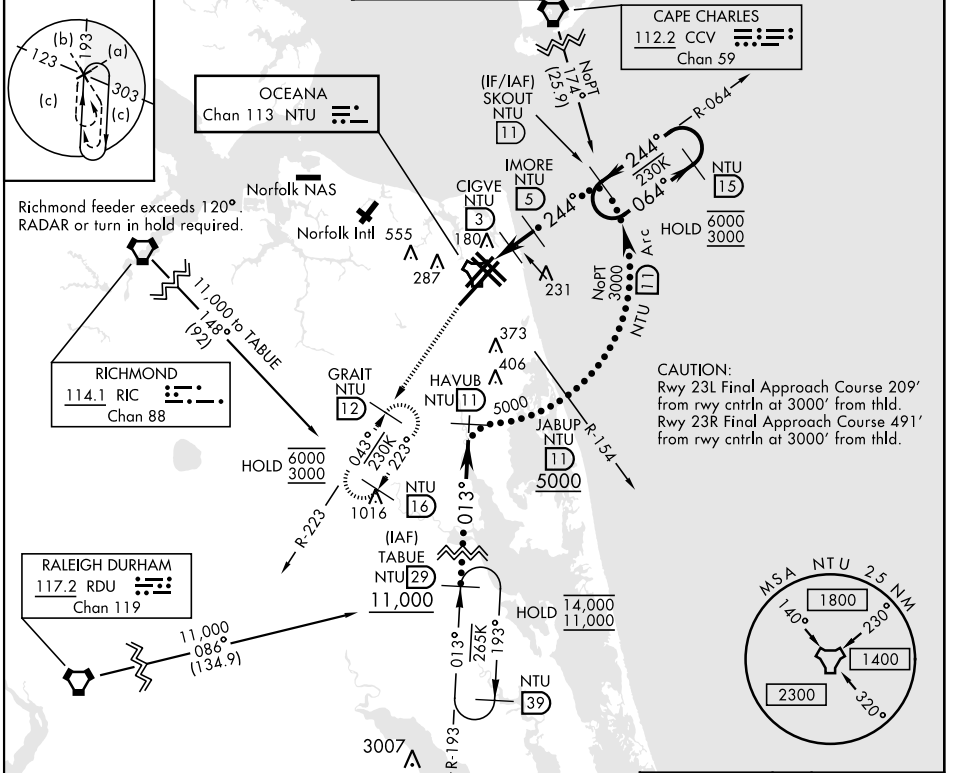 (b)
193
(a)
123
303
(c)
(c)
CAPE CHARLES
112.2 CCV
Chan 59
NoPT
174°
(25.9)
(IF/IAF)
SKOUT
NTU
11
R-064
OCEANA
Chan 113 NTU
244°
230K
064°
NTU
15
HOLD 6000
3000
IMORE
NTU
5
244°
CIGVE
NTU
3
180
Norfolk NAS
Norfolk Intl
555
287
231
Richmond feeder exceeds 120°.
RADAR or turn in hold required.
11,000 to TABUE
148°
(92)
RICHMOND
114.1 RIC
Chan 88
NoPT
3000
NTU 11 Arc
373
406
GRAIT
NTU
12
HAVUB
NTU 11
5000
JABUP
NTU
11
5000
R-154
CAUTION:
Rwy 23L Final Approach Course 209'
from rwy cntrln at 3000' from thld.
Rwy 23R Final Approach Course 491'
from rwy cntrln at 3000' from thld.
HOLD 6000
3000
043°
230K
223°
NTU
16
1016
R-223
013°
(IAF)
TABUE
NTU 29
11,000
RALEIGH DURHAM
117.2 RDU
Chan 119
11,000
086°
(134.9)
HOLD 14,000
11,000
013°
265K
193°
NTU
39
R-193
3007
MSA NTU 25 NM
1800
140°
230°
1400
2300
320°